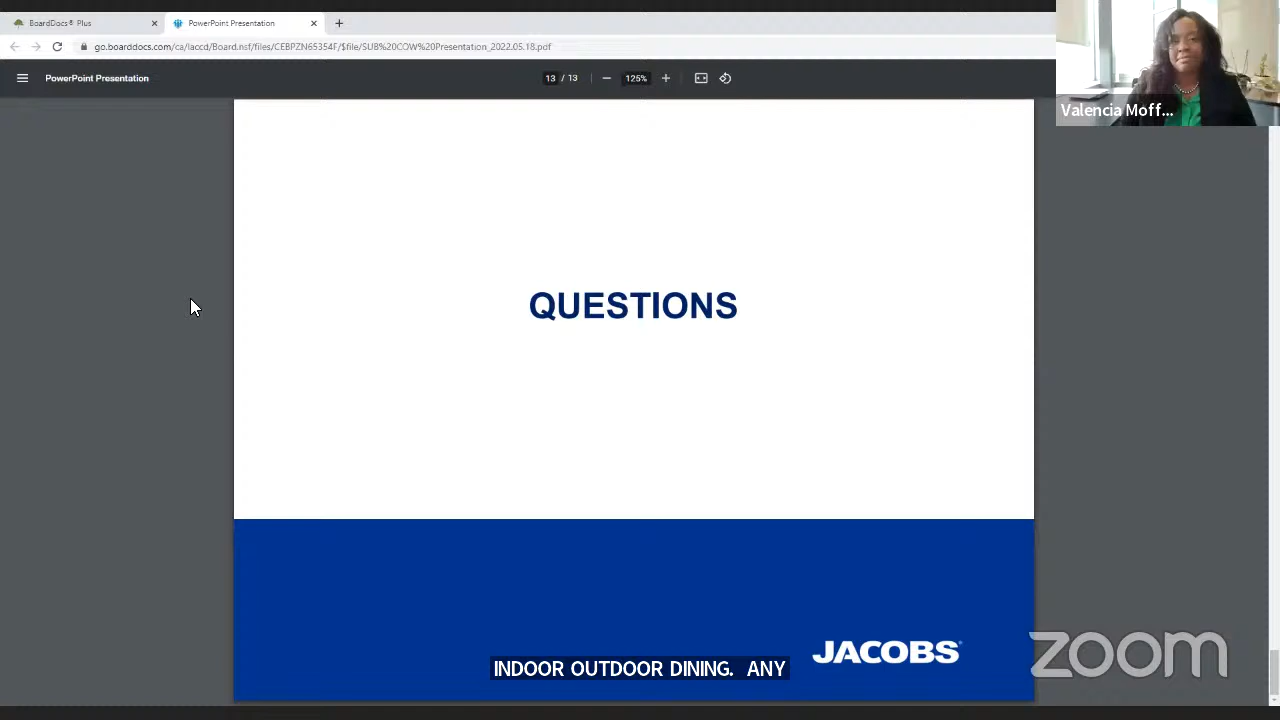 BoardDocs® Plus
PowerPoint Presentation
go.boarddocs.com/ca/laccd/Board.nsf/files/CEBPZN65354F/$file/SUB%20COW%20Presentation_2022.05.18.pdf
PowerPoint Presentation
13 / 13
125%
Valencia Moff...
QUESTIONS
JACOBS
INDOOR OUTDOOR DINING. ANY
zoom